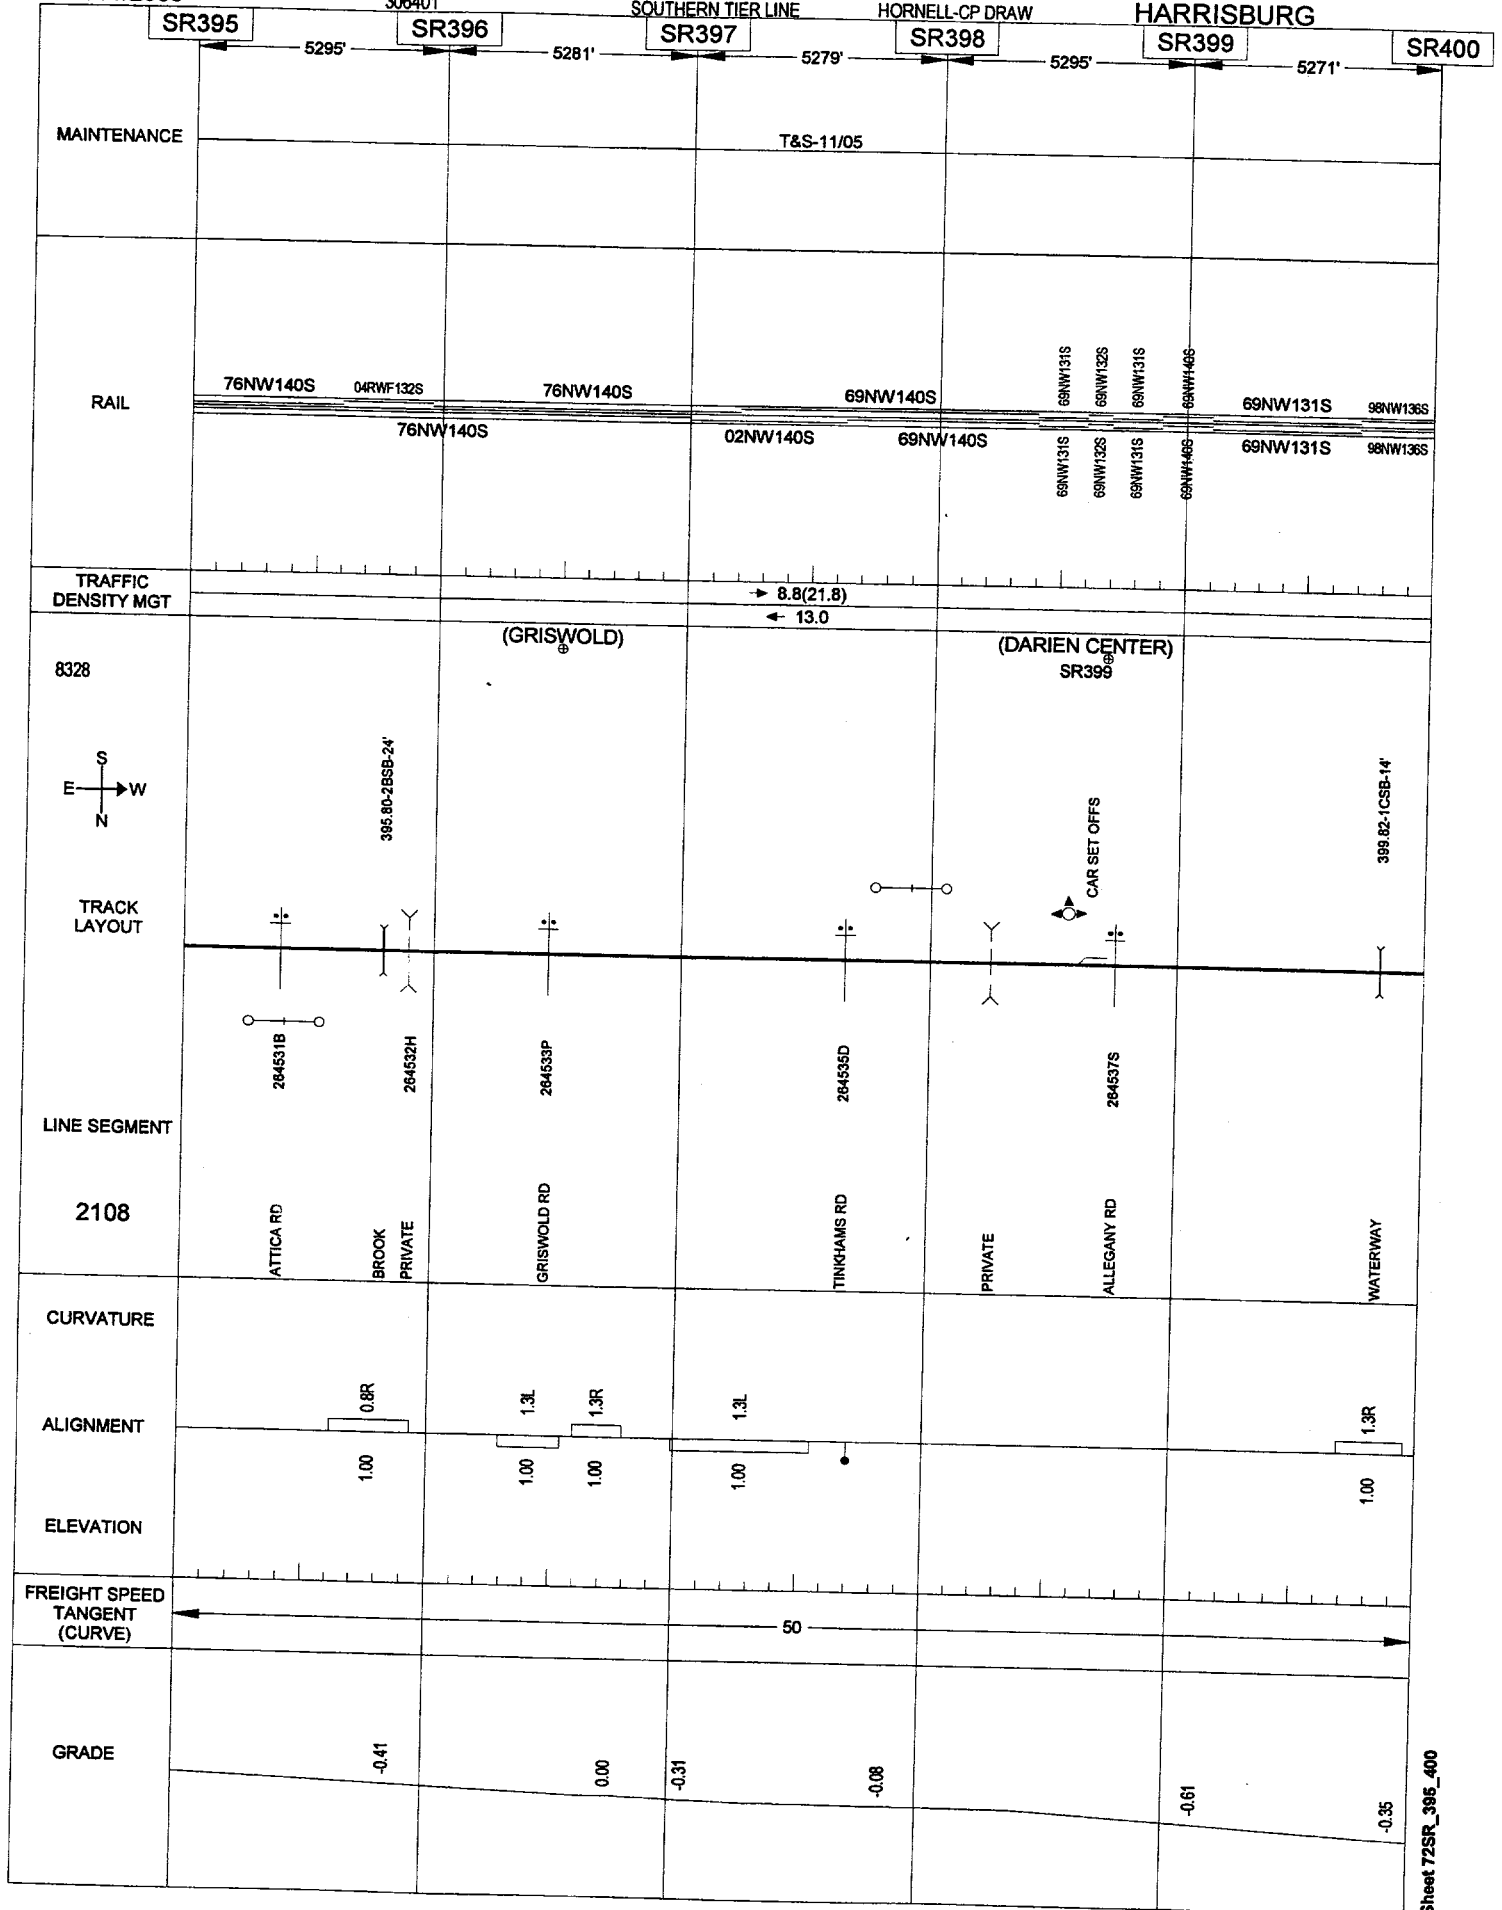 306401 SOUTHERN TIER LINE HORNELL-CP DRAW HARRISBURG
SR395 SR396 SR397 SR398 SR399 SR400
5295' 5281' 5279' 5295' 5271'
MAINTENANCE
T&S-11/05
RAIL
76NW140S 04RWF132S 76NW140S 69NW140S 69NW131S 69NW132S 69NW131S 69NW140S 69NW131S 98NW136S
76NW140S 02NW140S 69NW140S 69NW131S 69NW132S 69NW131S 69NW140S 69NW131S 98NW136S
TRAFFIC
DENSITY MGT
8.8(21.8)
13.0
(GRISWOLD)
(DARIEN CENTER)
SR399
8328
S
E W
N
395.80-2BSB-24'
CAR SET OFFS
399.82-1CSB-14'
TRACK
LAYOUT
264531B 264532H 264533P 264535D 264537S
LINE SEGMENT
2108
ATTICA RD
BROOK
PRIVATE
GRISWOLD RD
TINKHAMS RD
PRIVATE
ALLEGANY RD
WATERWAY
CURVATURE
ALIGNMENT
0.8R 1.3L 1.3R 1.3L 1.3R
1.00 1.00 1.00 1.00 1.00
ELEVATION
FREIGHT SPEED
TANGENT
(CURVE)
50
GRADE
-0.41 0.00 -0.31 -0.08 -0.61 -0.35
Sheet 72SR_395_400